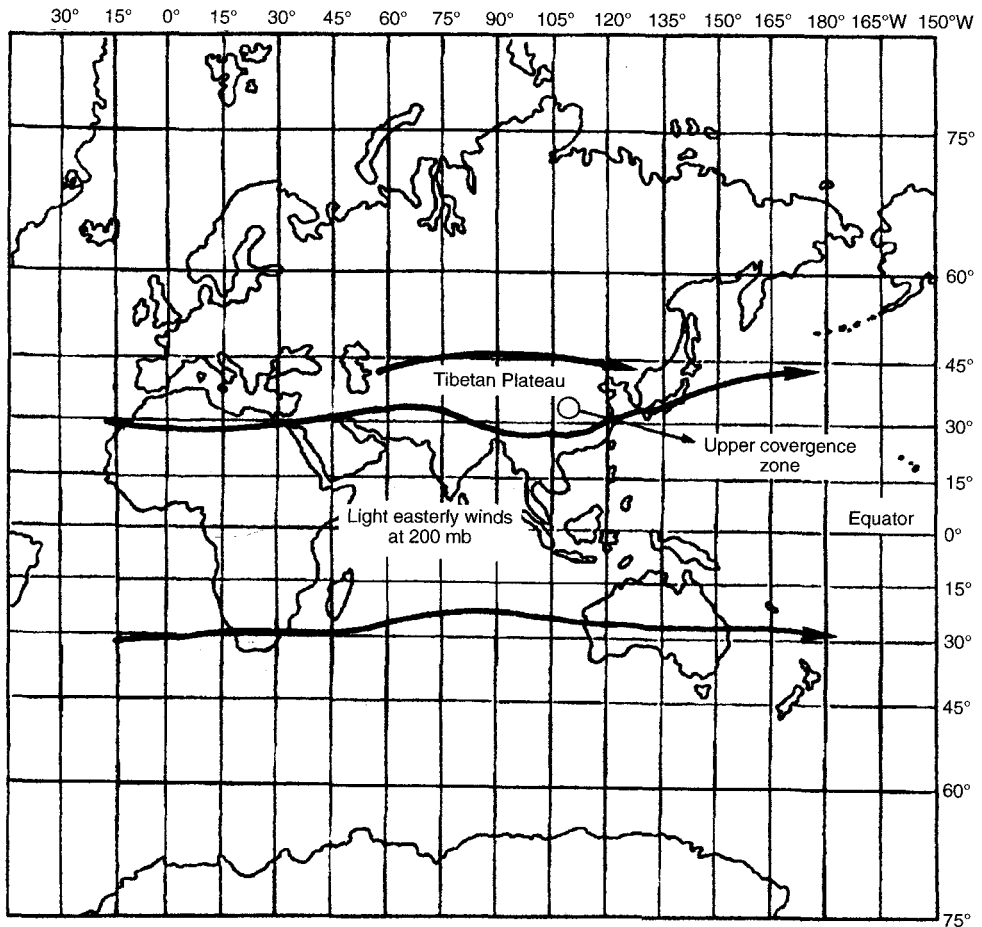 30° 15° 0° 15° 30° 45° 60° 75° 90° 105° 120° 135° 150° 165° 180° 165°W 150°W
75°
60°
45°
Tibetan Plateau
30°
Upper covergence
zone
15°
Light easterly winds
at 200 mb
Equator
0°
15°
30°
45°
60°
75°